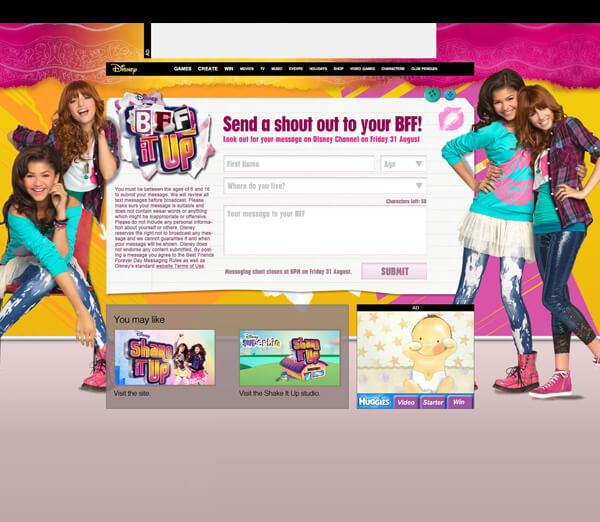 AD
Disney GAMES CREATE WIN MOVIES TV MUSIC EVENTS HOLIDAYS SHOP VIDEO GAMES CHARACTERS CLUB PENGUIN
Disney
BFF
IT UP
Send a shout out to your BFF!
Look out for your message on Disney Channel on Friday 31 August
First Name
Age
Where do you live?
Characters left: 58
Your message to your BFF
Messaging shout closes at 6PM on Friday 31 August.
SUBMIT
You must be between the ages of 6 and 16
to submit your message. We will review all
text messages before broadcast. Please
make sure your message is suitable and
does not contain swear words or anything
which might be inappropriate or offensive.
Please do not include any personal informa-
tion about yourself or others. Disney
reserves the right not to broadcast any mes-
sage and we cannot guarantee if and when
your message will be shown. Disney does
not endorse any content submitted. By post-
ing a message you agree to the Best Friends
Forever Day Messaging Rules as well as
Disney's standard website Terms of Use.
You may like
Disney
Shake
IT UP
Visit the site.
Disney
Shake
IT UP
Visit the Shake It Up studio.
AD
HUGGIES Video Starter Win